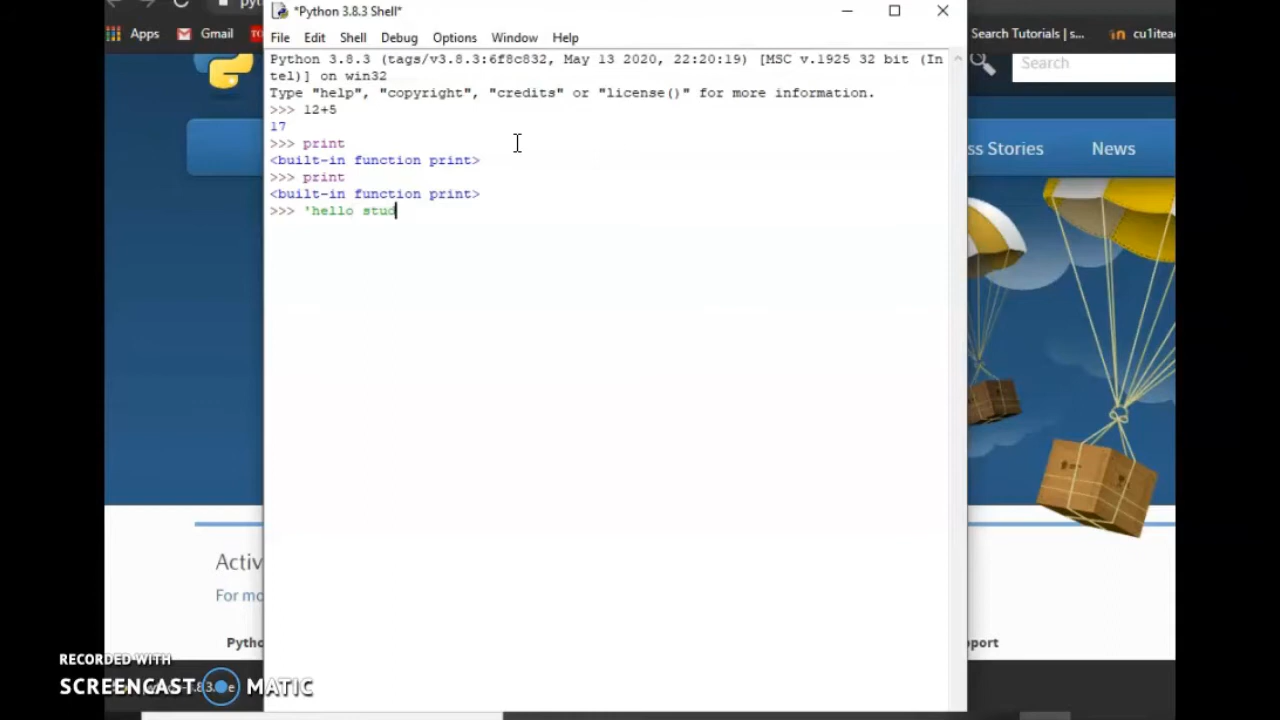 *Python 3.8.3 Shell*
Apps
Gmail
Search Tutorials | s...
cu1itea
File Edit Shell Debug Options Window Help
Search
Python 3.8.3 (tags/v3.8.3:6f8c832, May 13 2020, 22:20:19) [MSC v.1925 32 bit (In
tel)] on win32
Type "help", "copyright", "credits" or "license()" for more information.
>>> 12+5
17
>>> print
<built-in function print>
>>> print
<built-in function print>
>>> 'hello stud
ss Stories
News
Activ
For mo
Pytho
pport
RECORDED WITH
SCREENCAST MATIC